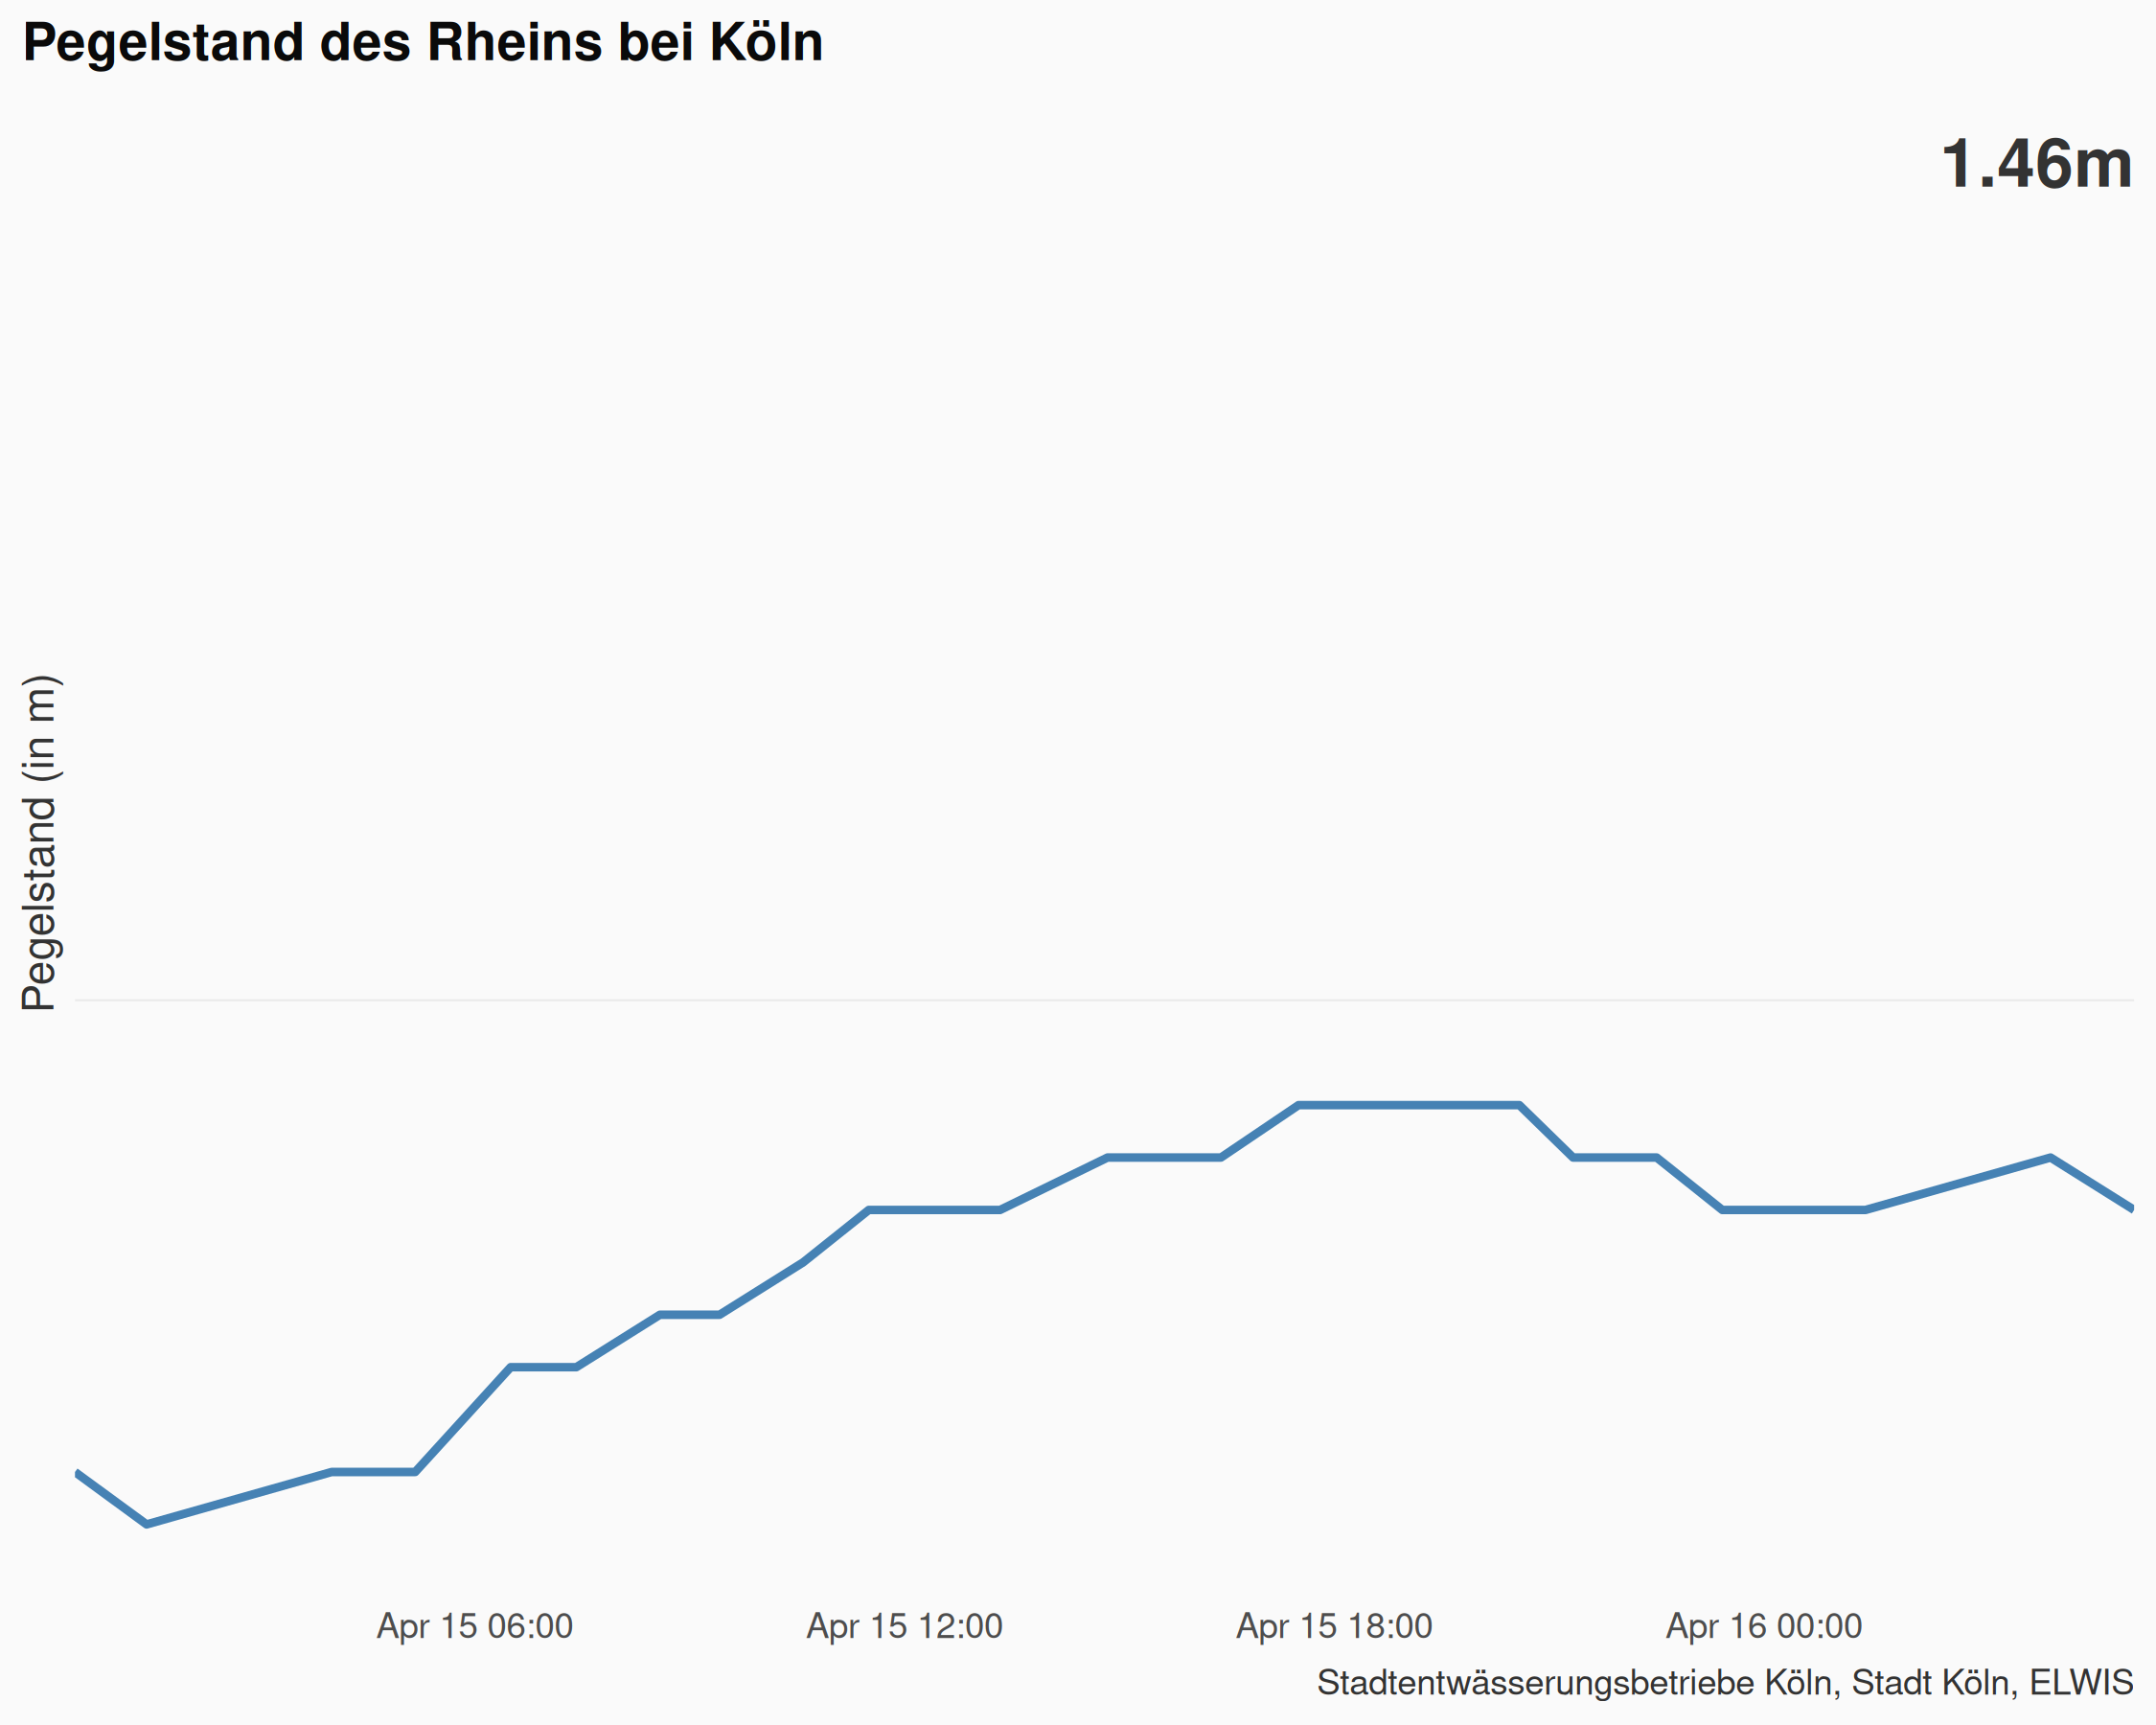 Pegelstand des Rheins bei Köln
1.46m
Pegelstand (in m)
Apr 15 06:00
Apr 15 12:00
Apr 15 18:00
Apr 16 00:00
Stadtentwässerungsbetriebe Köln, Stadt Köln, ELWIS